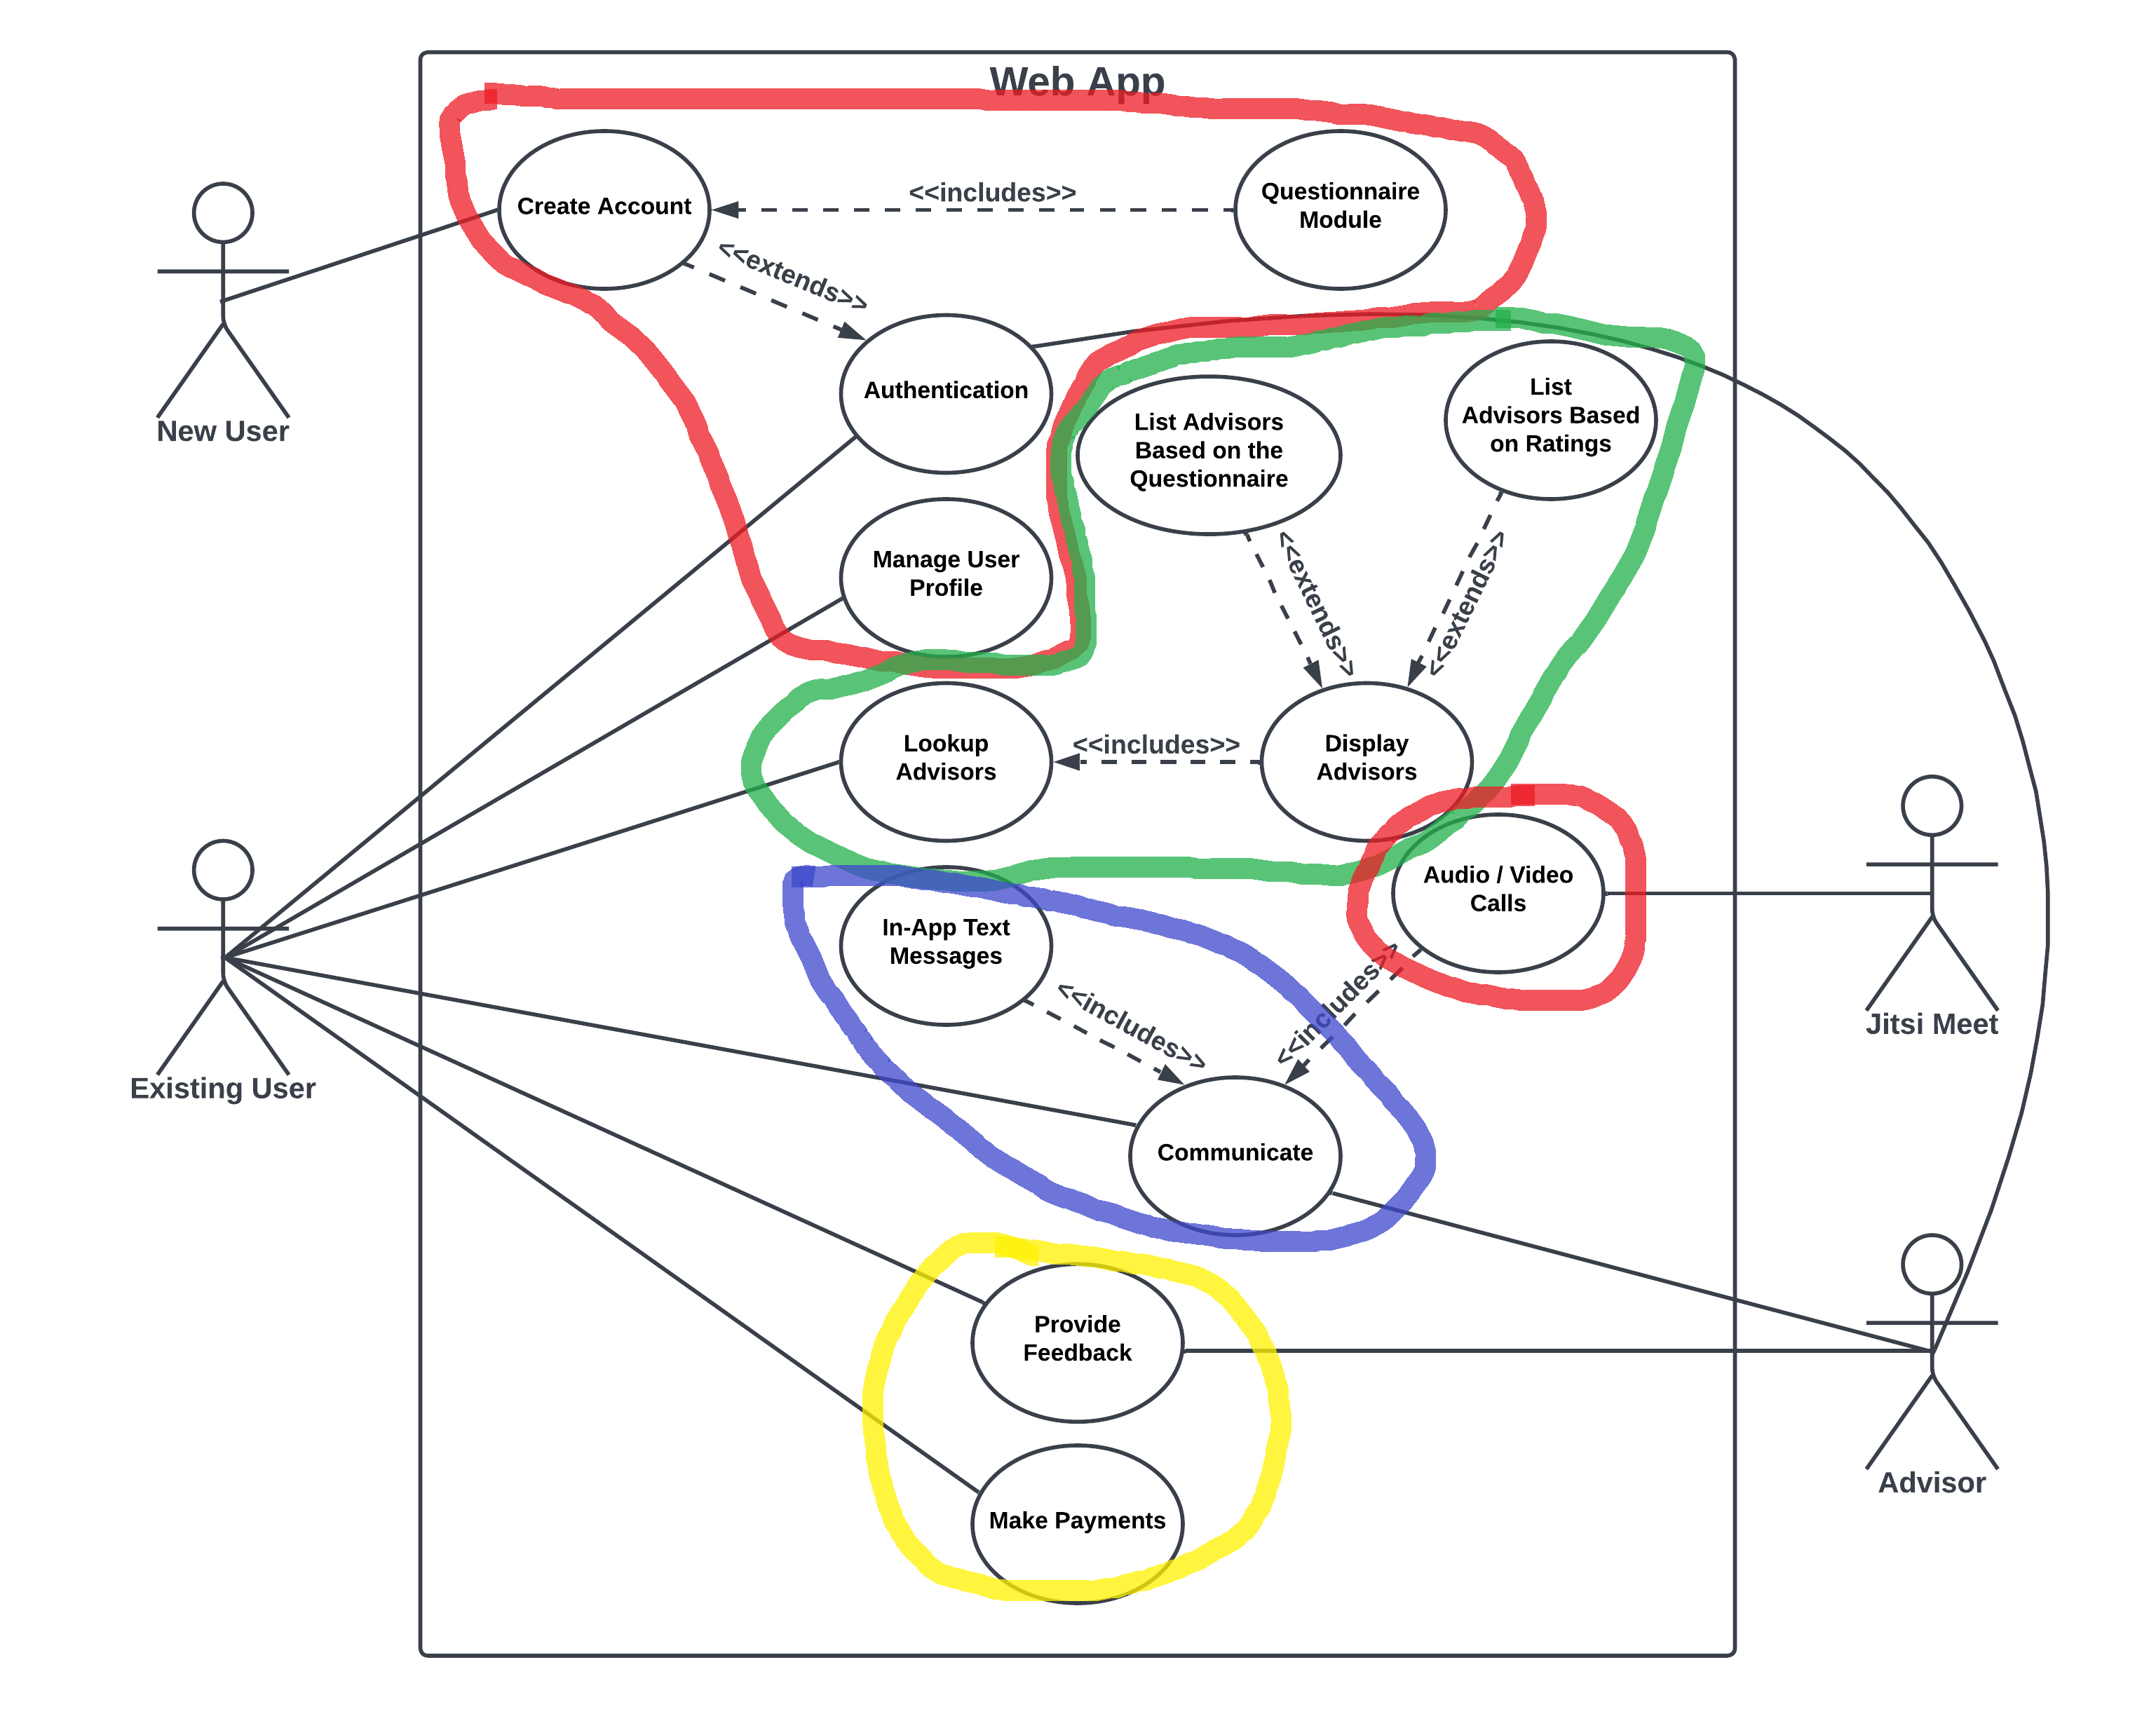 Web App
Create Account
<<includes>>
Questionnaire
Module
<<extends>>
New User
Authentication
List Advisors
Based on the
Questionnaire
List
Advisors Based
on Ratings
Manage User
Profile
<<extends>>
<<extends>>
Lookup
Advisors
<<includes>>
Display
Advisors
Audio / Video
Calls
In-App Text
Messages
<<includes>>
<<includes>>
Jitsi Meet
Existing User
Communicate
Provide
Feedback
Make Payments
Advisor